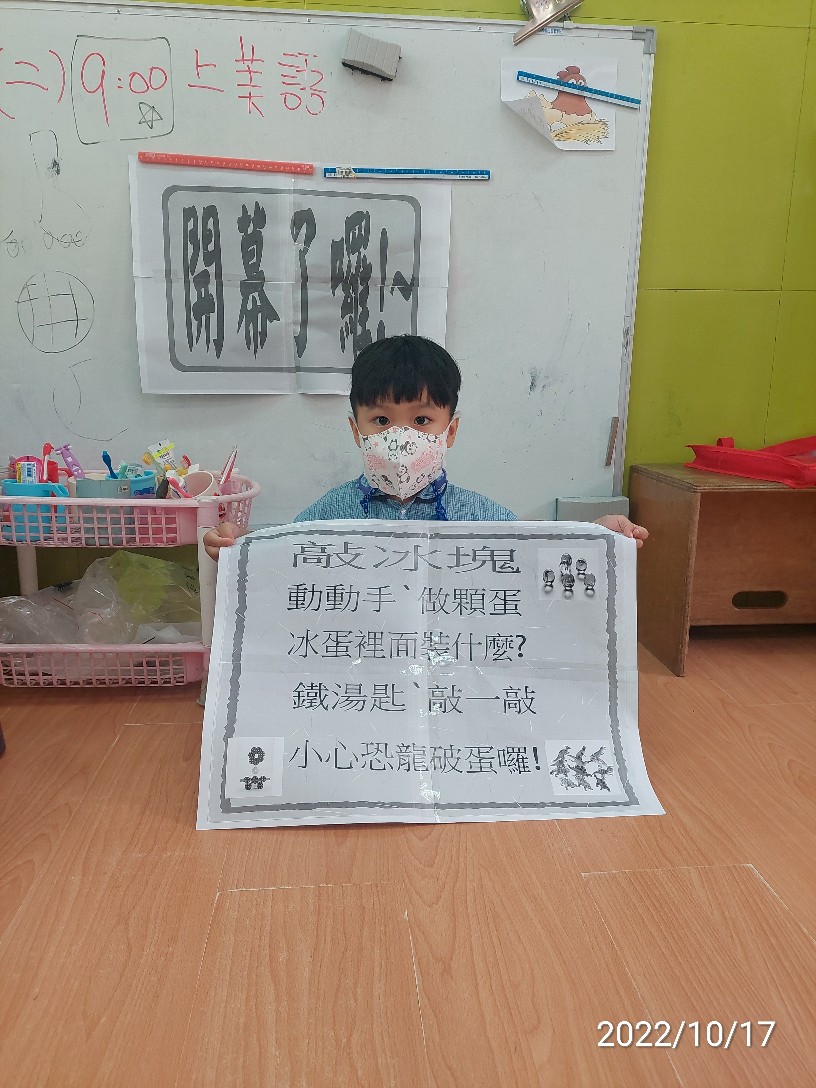 (二) 9:00 上美語
開幕了囉!~
敲冰塊
動動手、做顆蛋
冰蛋裡面裝什麼?
鐵湯匙、敲一敲
小心恐龍破蛋囉!
2022/10/17